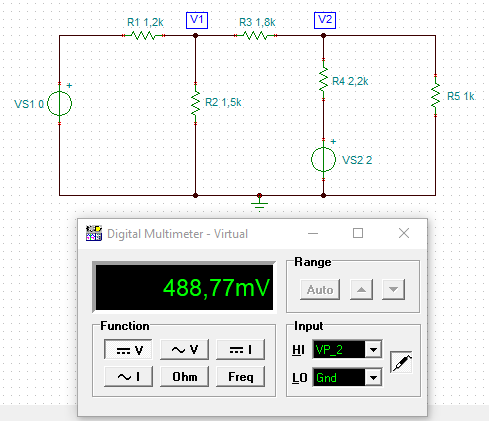 R1 1,2k
V1
R3 1,8k
V2
VS1 0
+
R2 1,5k
R4 2,2k
+
R5 1k
+
VS2 2
Digital Multimeter - Virtual
488,77mV
Range
Auto
Function
V
V
I
I
Ohm
Freq
Input
HI VP_2
LO Gnd